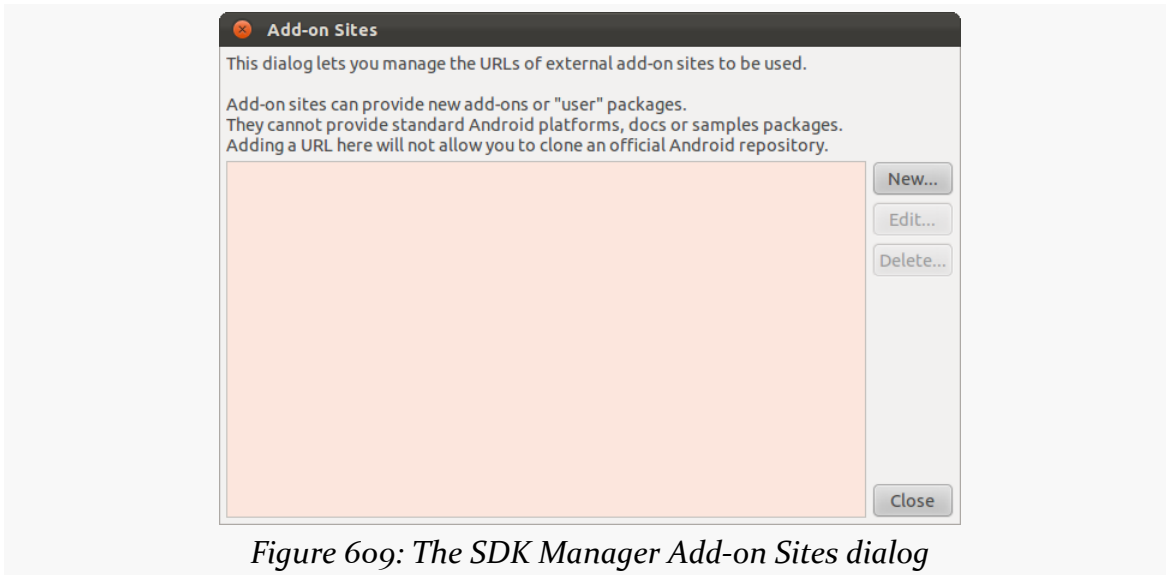 Add-on Sites
This dialog lets you manage the URLs of external add-on sites to be used.
Add-on sites can provide new add-ons or "user" packages.
They cannot provide standard Android platforms, docs or samples packages.
Adding a URL here will not allow you to clone an official Android repository.
New...
Edit...
Delete...
Close
Figure 609: The SDK Manager Add-on Sites dialog